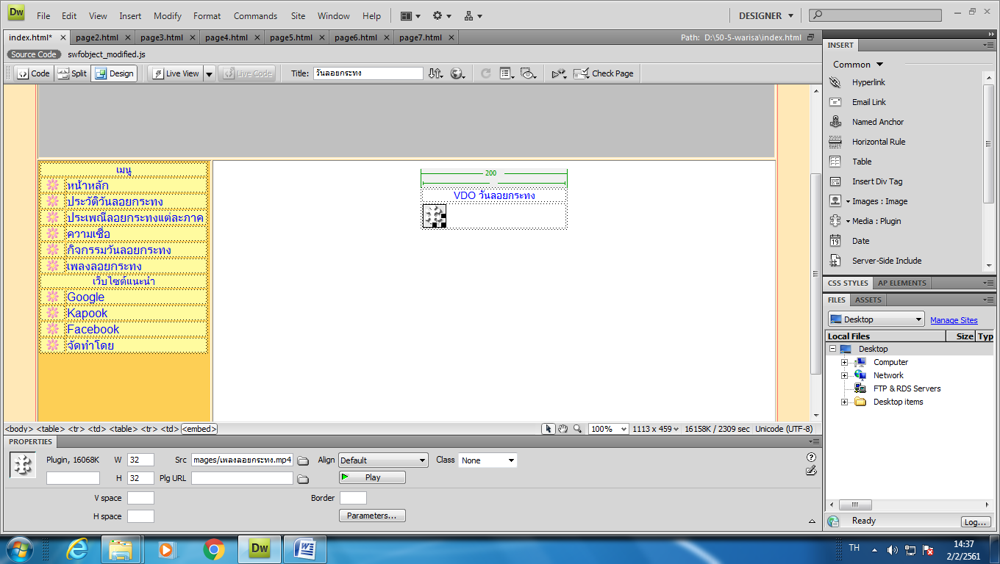 Dw File Edit View Insert Modify Format Commands Site Window Help DESIGNER
index.html* page2.html page3.html page4.html page5.html page6.html page7.html Path: D:\50-5-warisa\index.html
Source Code swfobject_modified.js
Code Split Design Live View Live Code Title: วันลอยกระทง Check Page
200
VDO วันลอยกระทง
เมนู
หน้าหลัก
ประวัติวันลอยกระทง
ประเพณีลอยกระทงแต่ละภาค
ความเชื่อ
กิจกรรมวันลอยกระทง
เพลงลอยกระทง
เว็บไซต์แนะนำ
Google
Kapook
Facebook
จัดทำโดย
<body> <table> <tr> <td> <table> <tr> <td> <embed> 100% 1113 x 459 16158K / 2309 sec Unicode (UTF-8)
PROPERTIES
Plugin, 16068K W 32 Src mages/เพลงลอยกระทง.mp4 Align Default Class None
H 32 Plg URL Play
V space Border
H space Parameters...
INSERT
Common
Hyperlink
Email Link
Named Anchor
Horizontal Rule
Table
Insert Div Tag
Images : Image
Media : Plugin
19 Date
Server-Side Include
CSS STYLES AP ELEMENTS
FILES ASSETS
Desktop Manage Sites
Local Files Size Typ
Desktop
Computer
Network
FTP & RDS Servers
Desktop items
Ready Log...
Dw TH 14:37
2/2/2561